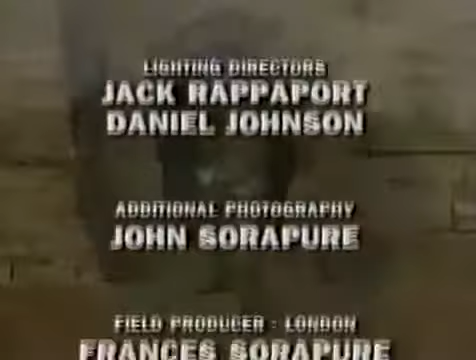 LIGHTING DIRECTORS
JACK RAPPAPORT
DANIEL JOHNSON
ADDITIONAL PHOTOGRAPHY
JOHN SORAPURE
FIELD PRODUCER - LONDON
FRANCES SORAPURE